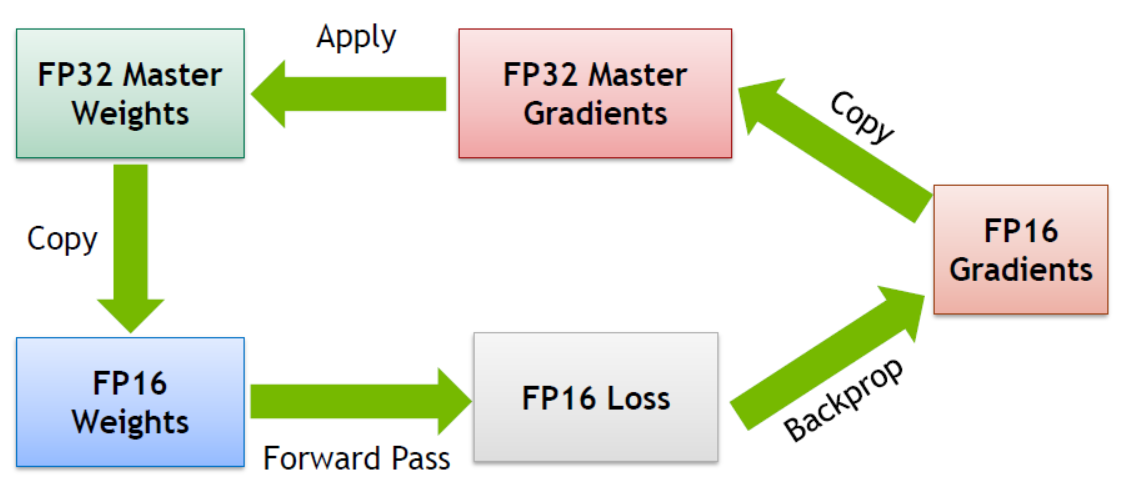 Apply
FP32 Master
Weights
FP32 Master
Gradients
Copy
FP16
Gradients
Copy
FP16
Weights
FP16 Loss
Backprop
Forward Pass